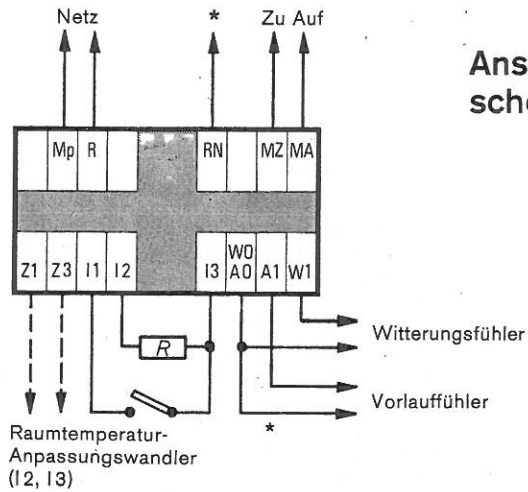 Netz * Zu Auf
Ans
sche
Mp R RN MZ MA
Z1 Z3 I1 I2 I3 W0 A0 A1 W1
R
Witterungsfühler
Vorlauffühler
*
Raumtemperatur-
Anpassungswandler
(I2, I3)